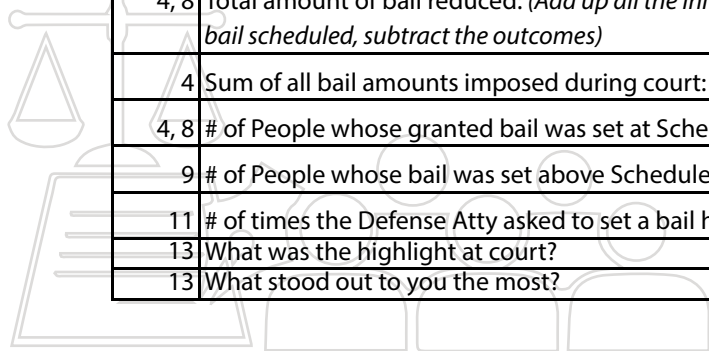 4, 8 Total amount of bail reduced. (Add up all the
bail scheduled, subtract the outcomes)
4 Sum of all bail amounts imposed during court:
4, 8 # of People whose granted bail was set at
9 # of People whose bail was set above Schedule
11 # of times the Defense Atty asked to set a bail
13 What was the highlight at court?
13 What stood out to you the most?